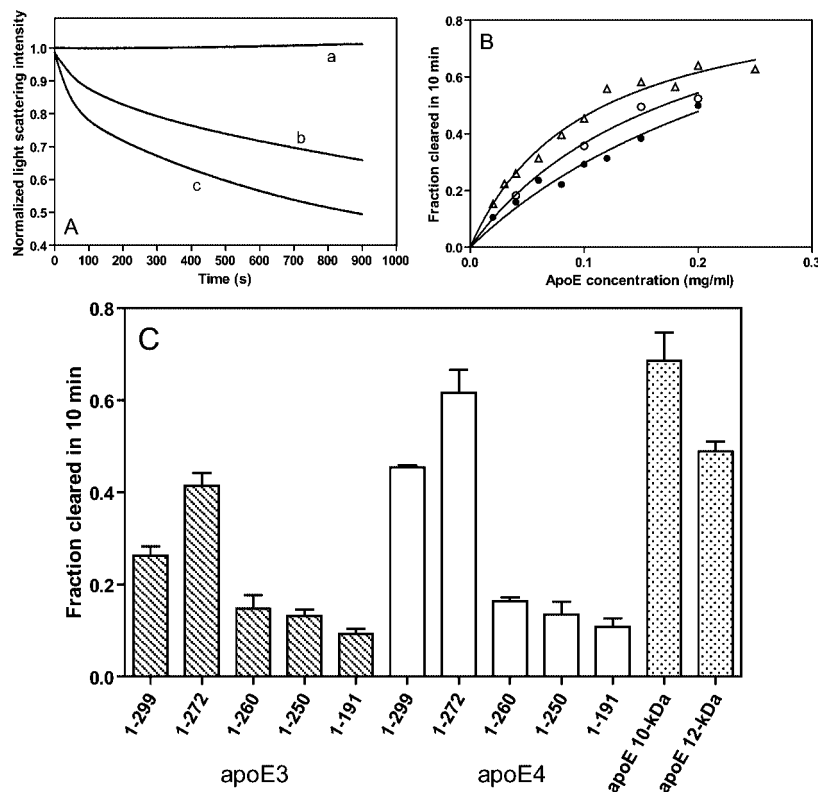 A
Normalized light scattering intensity
1.0
0.9
0.8
0.7
0.6
0.5
0.4
a
b
c
0 100 200 300 400 500 600 700 800 900 1000
Time (s)
B
Fraction cleared in 10 min
0.8
0.6
0.4
0.2
0.0
0.0 0.1 0.2 0.3
ApoE concentration (mg/ml)
C
Fraction cleared in 10 min
0.8
0.6
0.4
0.2
0.0
1-299
1-272
1-260
1-250
1-191
1-299
1-272
1-260
1-250
1-191
apoE 10-kDa
apoE 12-kDa
apoE3
apoE4